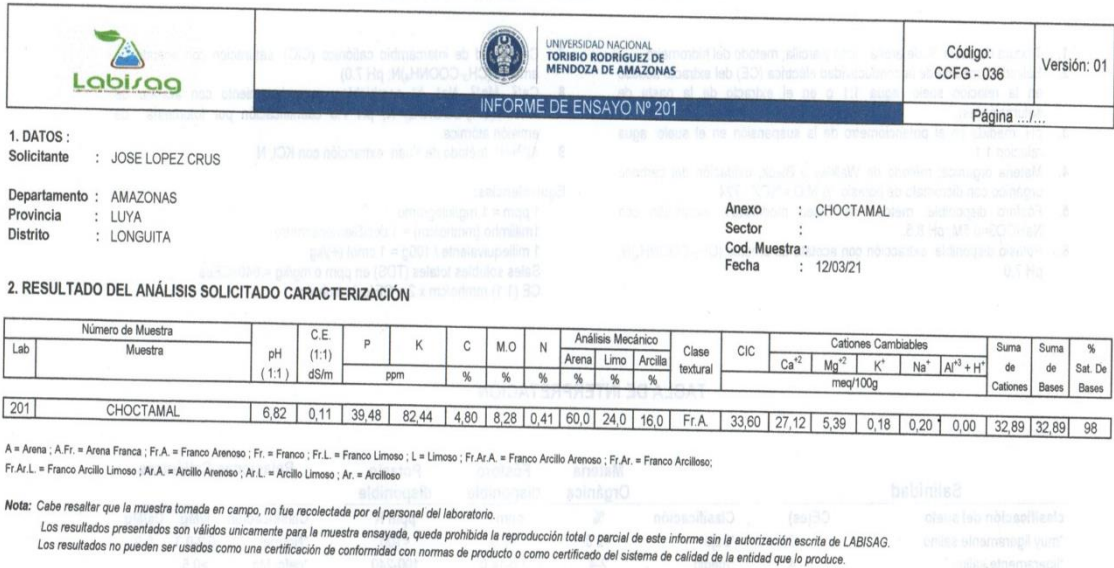 Labisag
UNIVERSIDAD NACIONAL
TORIBIO RODRÍGUEZ DE
MENDOZA DE AMAZONAS
INFORME DE ENSAYO Nº 201
Código:
CCFG - 036
Versión: 01
Página .../...
1. DATOS :
Solicitante : JOSE LOPEZ CRUS
Departamento : AMAZONAS
Provincia : LUYA
Distrito : LONGUITA
Anexo : CHOCTAMAL
Sector :
Cod. Muestra :
Fecha : 12/03/21
2. RESULTADO DEL ANÁLISIS SOLICITADO CARACTERIZACIÓN
Número de Muestra C.E. P K C M.O N Análisis Mecánico Clase textural CIC Cationes Cambiables Suma de Cationes Suma de Bases % Sat. De Bases
Lab Muestra pH (1:1) (1:1) dS/m ppm % % % Arena % Limo % Arcilla % Ca+2 Mg+2 K+ Na+ Al+3 + H+ meq/100g
201 CHOCTAMAL 6,82 0,11 39,48 82,44 4,80 8,28 0,41 60,0 24,0 16,0 Fr.A. 33,60 27,12 5,39 0,18 0,20 0,00 32,89 32,89 98
A = Arena ; A.Fr. = Arena Franca ; Fr.A. = Franco Arenoso ; Fr. = Franco ; Fr.L. = Franco Limoso ; L = Limoso ; Fr.Ar.A. = Franco Arcillo Arenoso ; Fr.Ar. = Franco Arcilloso;
Fr.Ar.L. = Franco Arcillo Limoso ; Ar.A. = Arcillo Arenoso ; Ar.L. = Arcillo Limoso ; Ar. = Arcilloso
Nota: Cabe resaltar que la muestra tomada en campo, no fue recolectada por el personal del laboratorio.
Los resultados presentados son válidos unicamente para la muestra ensayada, queda prohibida la reproducción total o parcial de este informe sin la autorización escrita de LABISAG.
Los resultados no pueden ser usados como una certificación de conformidad con normas de producto o como certificado del sistema de calidad de la entidad que lo produce.